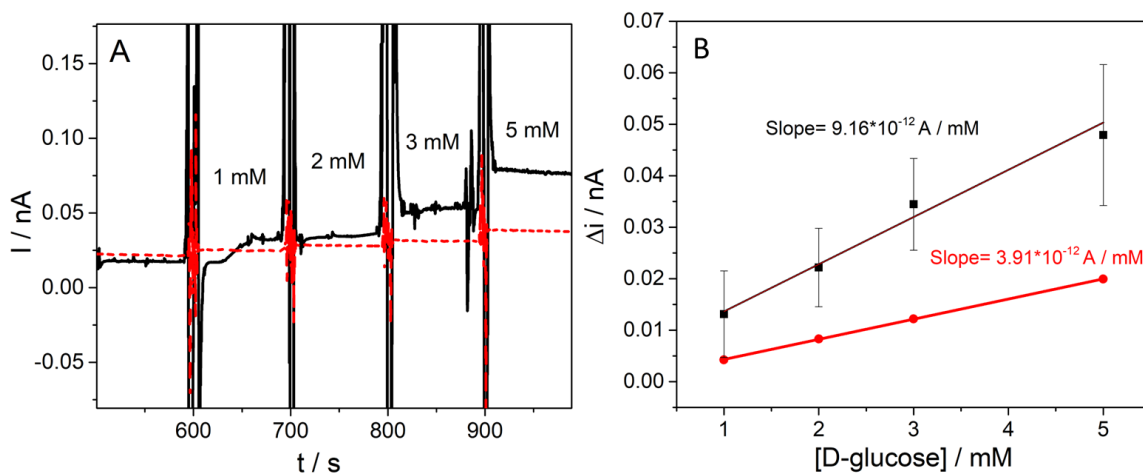 A
0.15
0.10
0.05
0.00
-0.05
I / nA
1 mM
2 mM
3 mM
5 mM
600
700
800
900
t / s
B
0.07
0.06
0.05
0.04
0.03
0.02
0.01
0.00
Δi / nA
Slope= 9.16*10⁻¹² A / mM
Slope= 3.91*10⁻¹² A / mM
1
2
3
4
5
[D-glucose] / mM